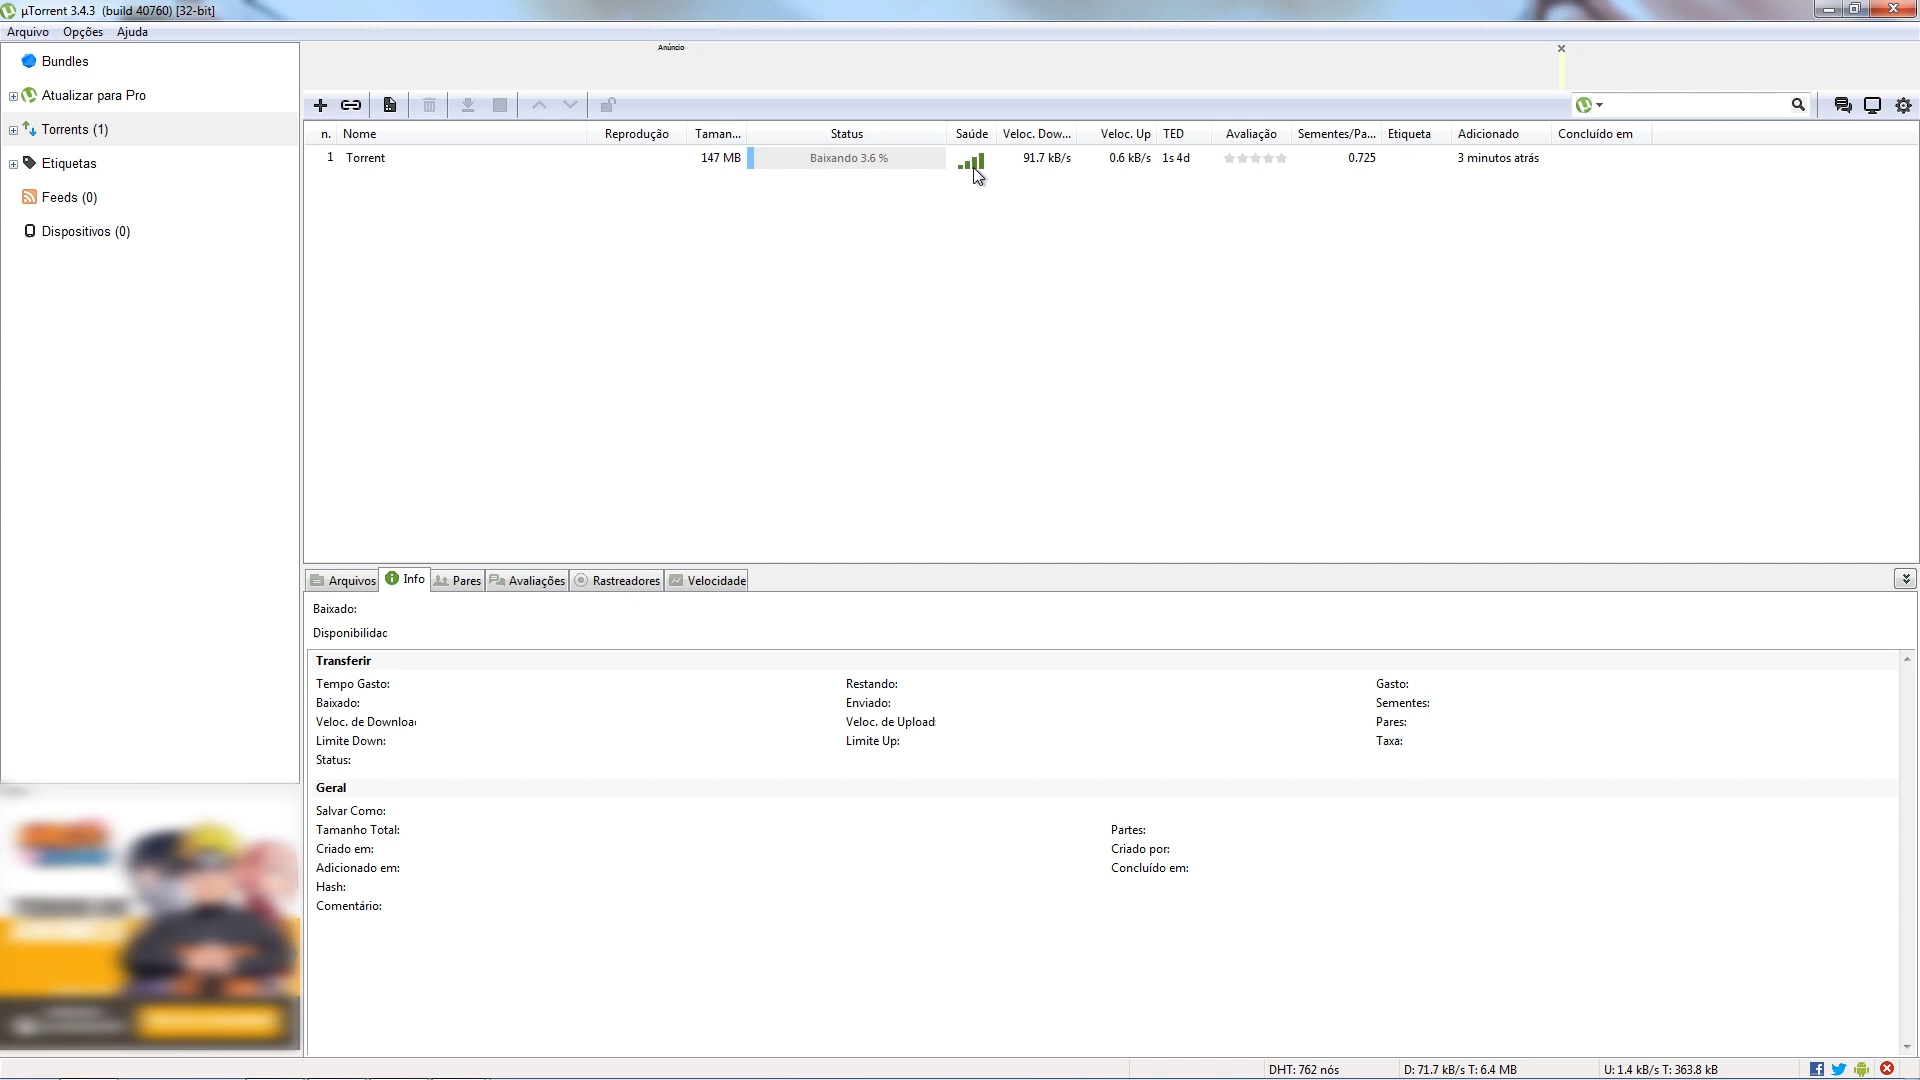 µTorrent 3.4.3 (build 40760) [32-bit]
Arquivo Opções Ajuda
Bundles
Atualizar para Pro
Torrents (1)
Etiquetas
Feeds (0)
Dispositivos (0)
Anúncio
n. Nome Reprodução Taman... Status Saúde Veloc. Dow... Veloc. Up TED Avaliação Sementes/Pa... Etiqueta Adicionado Concluído em
1 Torrent 147 MB Baixando 3.6 % 91.7 kB/s 0.6 kB/s 1s 4d 0.725 3 minutos atrás
Arquivos Info Pares Avaliações Rastreadores Velocidade
Baixado:
Disponibilidac
Transferir
Tempo Gasto: Restando: Gasto:
Baixado: Enviado: Sementes:
Veloc. de Downloa Veloc. de Upload Pares:
Limite Down: Limite Up: Taxa:
Status:
Geral
Salvar Como:
Tamanho Total: Partes:
Criado em: Criado por:
Adicionado em: Concluído em:
Hash:
Comentário:
DHT: 762 nós D: 71.7 kB/s T: 6.4 MB U: 1.4 kB/s T: 363.8 kB